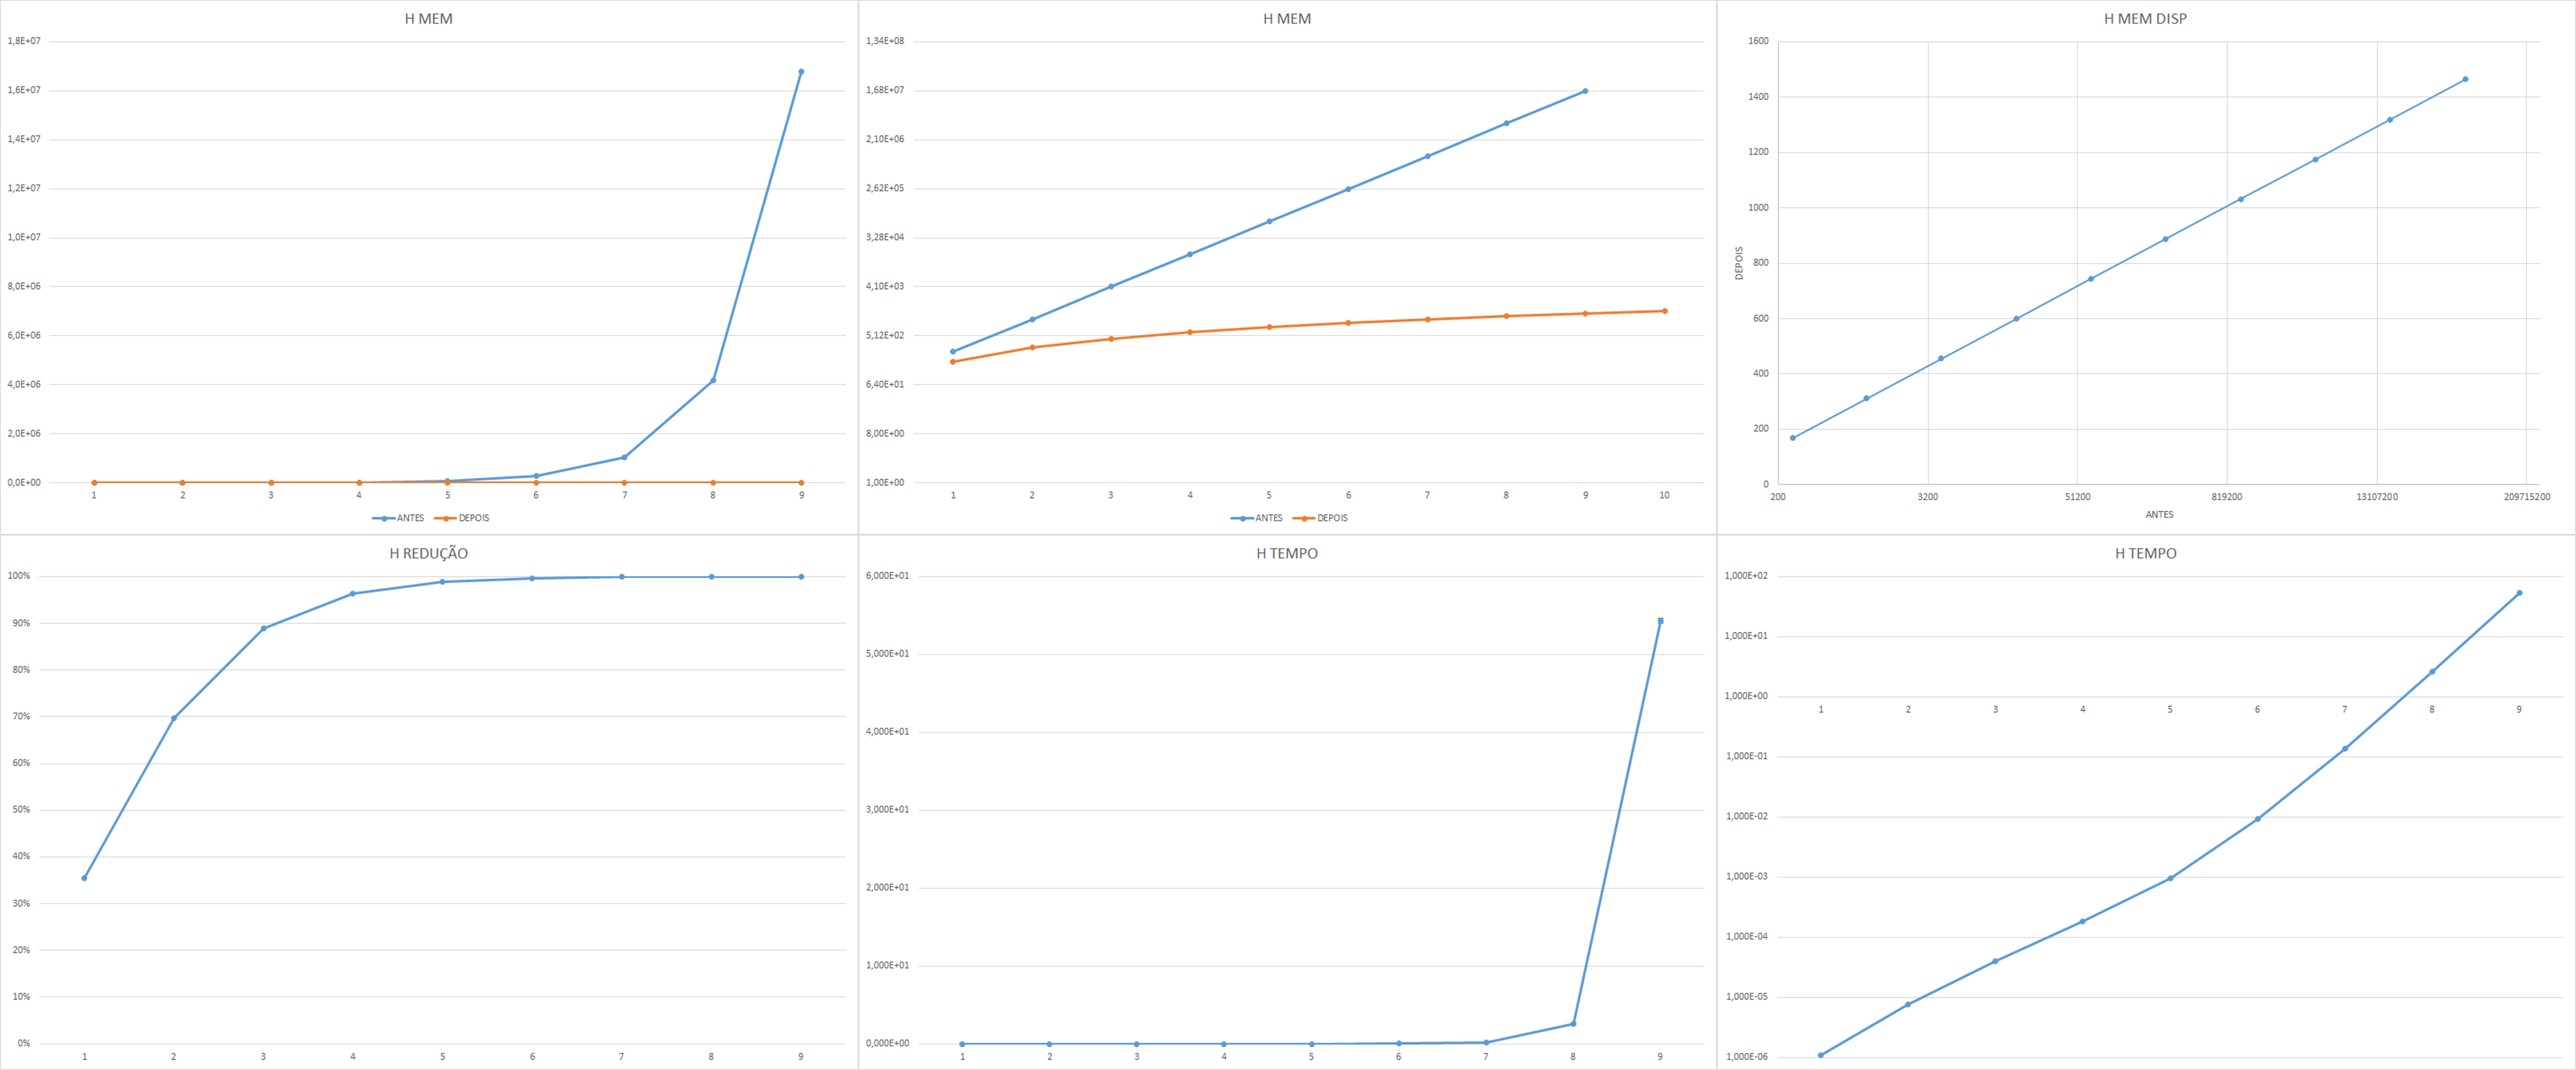 H MEM
1,8E+07
1,6E+07
1,4E+07
1,2E+07
1,0E+07
8,0E+06
6,0E+06
4,0E+06
2,0E+06
0,0E+00
1 2 3 4 5 6 7 8 9
ANTES DEPOIS
H MEM
1,34E+08
1,68E+07
2,10E+06
2,62E+05
3,28E+04
4,10E+03
5,12E+02
6,40E+01
8,00E+00
1,00E+00
1 2 3 4 5 6 7 8 9 10
ANTES DEPOIS
H MEM DISP
1600
1400
1200
1000
800
600
400
200
0
DEPOIS
200 3200 51200 819200 13107200 209715200
ANTES
H REDUÇÃO
100%
90%
80%
70%
60%
50%
40%
30%
20%
10%
0%
1 2 3 4 5 6 7 8 9
H TEMPO
6,000E+01
5,000E+01
4,000E+01
3,000E+01
2,000E+01
1,000E+01
0,000E+00
1 2 3 4 5 6 7 8 9
H TEMPO
1,000E+02
1,000E+01
1,000E+00
1 2 3 4 5 6 7 8 9
1,000E-01
1,000E-02
1,000E-03
1,000E-04
1,000E-05
1,000E-06